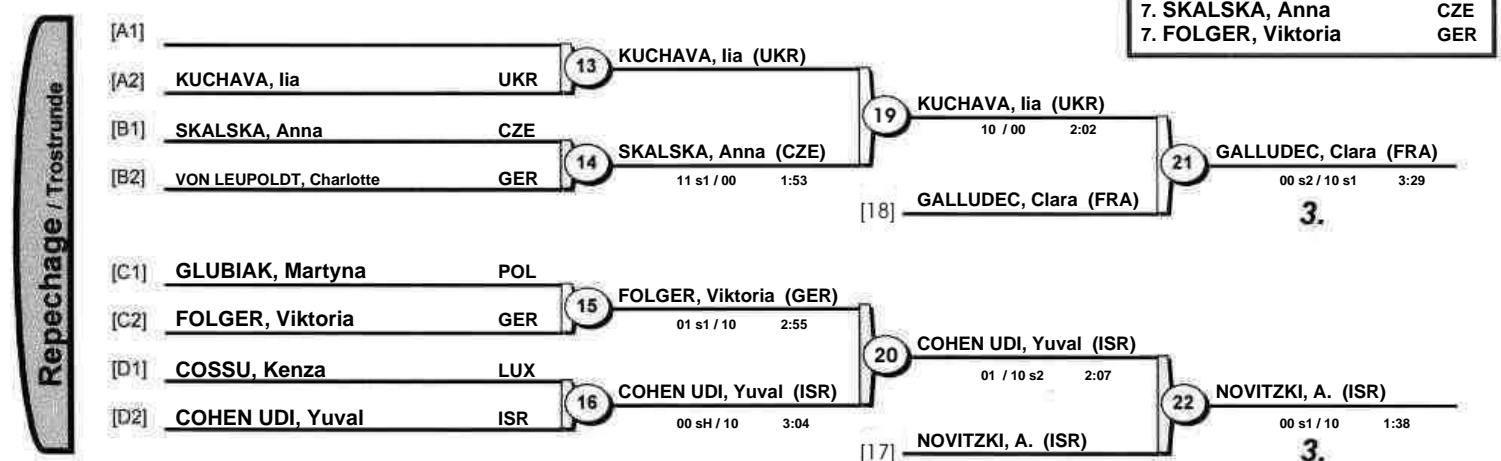 7. SKALSKA, Anna CZE
7. FOLGER, Viktoria GER
Repechage / Trostrunde
[A1]
[A2] KUCHAVA, Iia UKR
13 KUCHAVA, Iia (UKR)
[B1] SKALSKA, Anna CZE
[B2] VON LEUPOLDT, Charlotte GER
14 SKALSKA, Anna (CZE)
11 s1 / 00 1:53
19 KUCHAVA, Iia (UKR)
10 / 00 2:02
[18] GALLUDEC, Clara (FRA)
21 GALLUDEC, Clara (FRA)
00 s2 / 10 s1 3:29
3.
[C1] GLUBIAK, Martyna POL
[C2] FOLGER, Viktoria GER
15 FOLGER, Viktoria (GER)
01 s1 / 10 2:55
[D1] COSSU, Kenza LUX
[D2] COHEN UDI, Yuval ISR
16 COHEN UDI, Yuval (ISR)
00 sH / 10 3:04
20 COHEN UDI, Yuval (ISR)
01 / 10 s2 2:07
[17] NOVITZKI, A. (ISR)
22 NOVITZKI, A. (ISR)
00 s1 / 10 1:38
3.